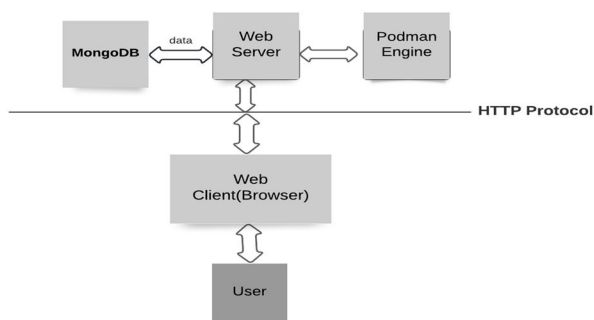 MongoDB
data
Web
Server
Podman
Engine
HTTP Protocol
Web
Client(Browser)
User